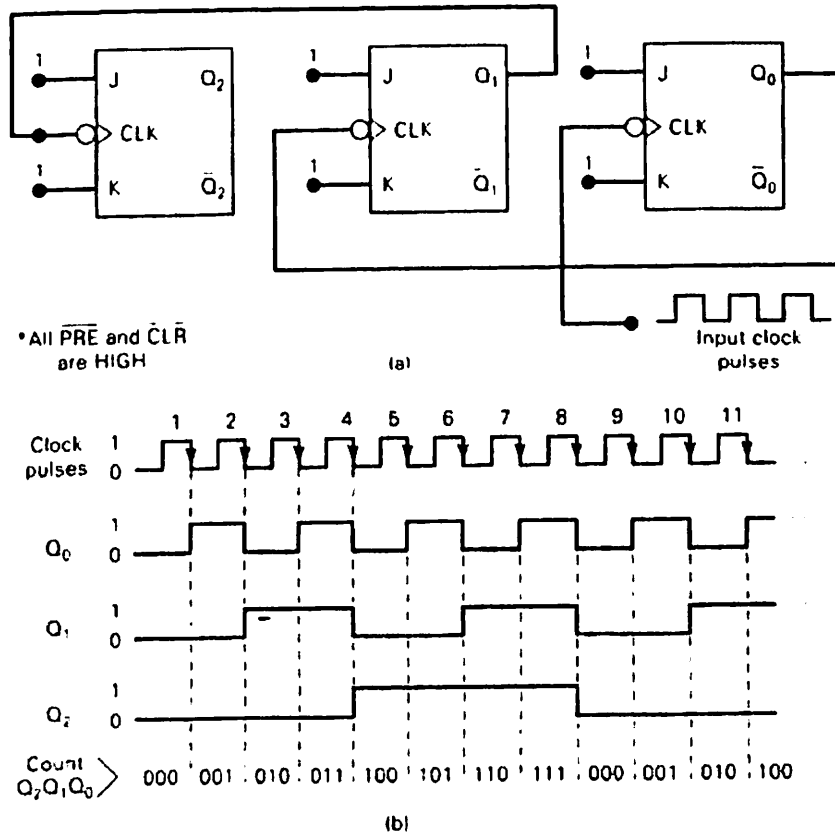 1 1 1
J Q₂ J Q₁ J Q₀
CLK CLK CLK
1 1 1
K Q̄₂ K Q̄₁ K Q̄₀
*All P̅R̅E̅ and C̅L̅R̅
are HIGH
(a)
Input clock
pulses
1 2 3 4 5 6 7 8 9 10 11
Clock 1
pulses 0
1
Q₀ 0
1
Q₁ 0
1
Q₂ 0
Count
Q₂Q₁Q₀ 000 001 010 011 100 101 110 111 000 001 010 100
(b)